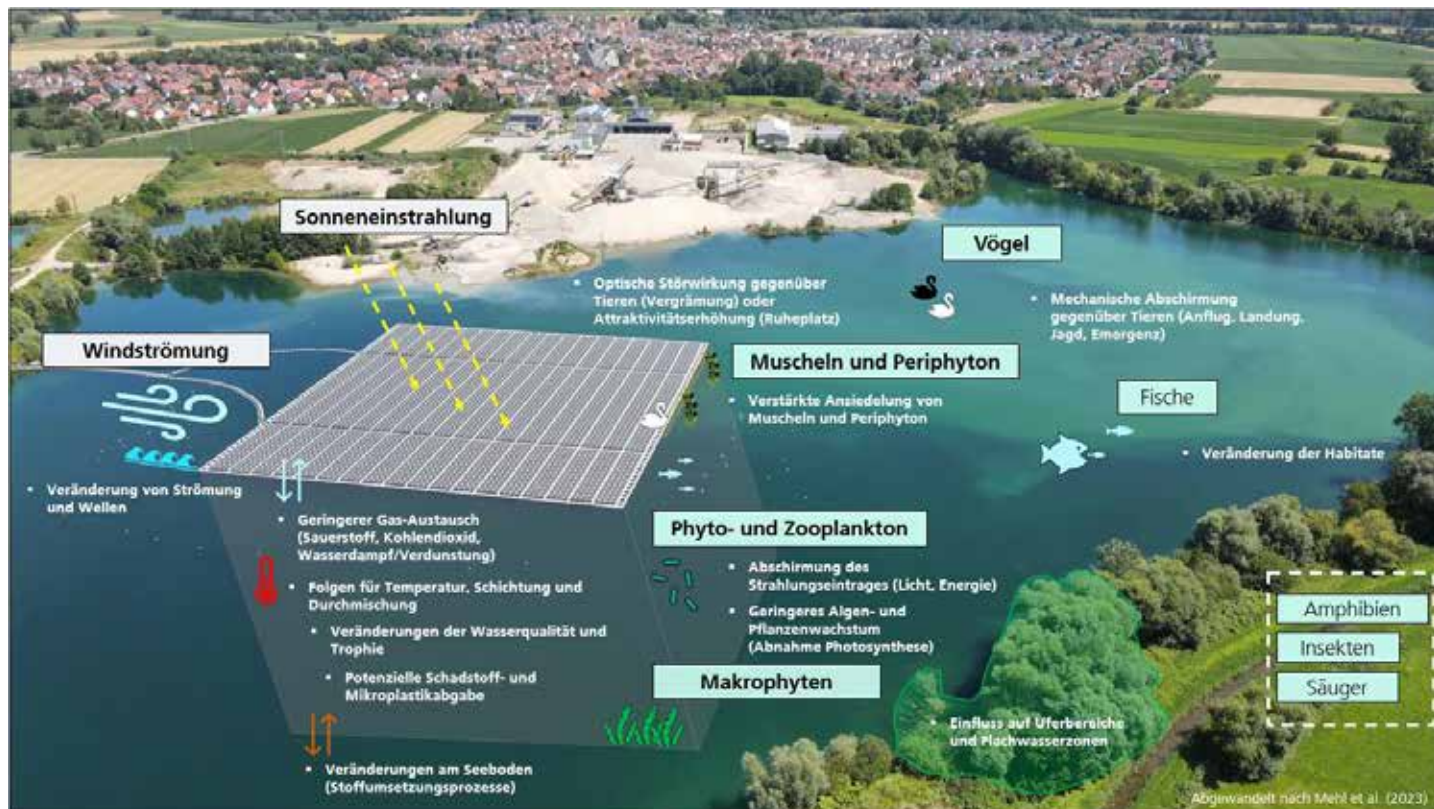 Sonneneinstrahlung
Vögel
▪ Optische Störwirkung gegenüber
Tieren (Vergrämung) oder
Attraktivitätserhöhung (Ruheplatz)
▪ Mechanische Abschirmung
gegenüber Tieren (Anflug, Landung,
Jagd, Emergenz)
Windströmung
Muscheln und Periphyton
▪ Verstärkte Ansiedelung von
Muscheln und Periphyton
Fische
▪ Veränderung der Habitate
▪ Veränderung von Strömung
und Wellen
▪ Geringerer Gas-Austausch
(Sauerstoff, Kohlendioxid,
Wasserdampf/Verdunstung)
▪ Folgen für Temperatur, Schichtung und
Durchmischung
▪ Veränderungen der Wasserqualität und
Trophie
▪ Potenzielle Schadstoff- und
Mikroplastikabgabe
Phyto- und Zooplankton
▪ Abschirmung des
Strahlungseintrages (Licht, Energie)
▪ Geringeres Algen- und
Pflanzenwachstum
(Abnahme Photosynthese)
Makrophyten
▪ Einfluss auf Uferbereiche
und Flachwasserzonen
Amphibien
Insekten
Säuger
▪ Veränderungen am Seeboden
(Stoffumsetzungsprozesse)
Abgewandelt nach Mehl et al. (2023)